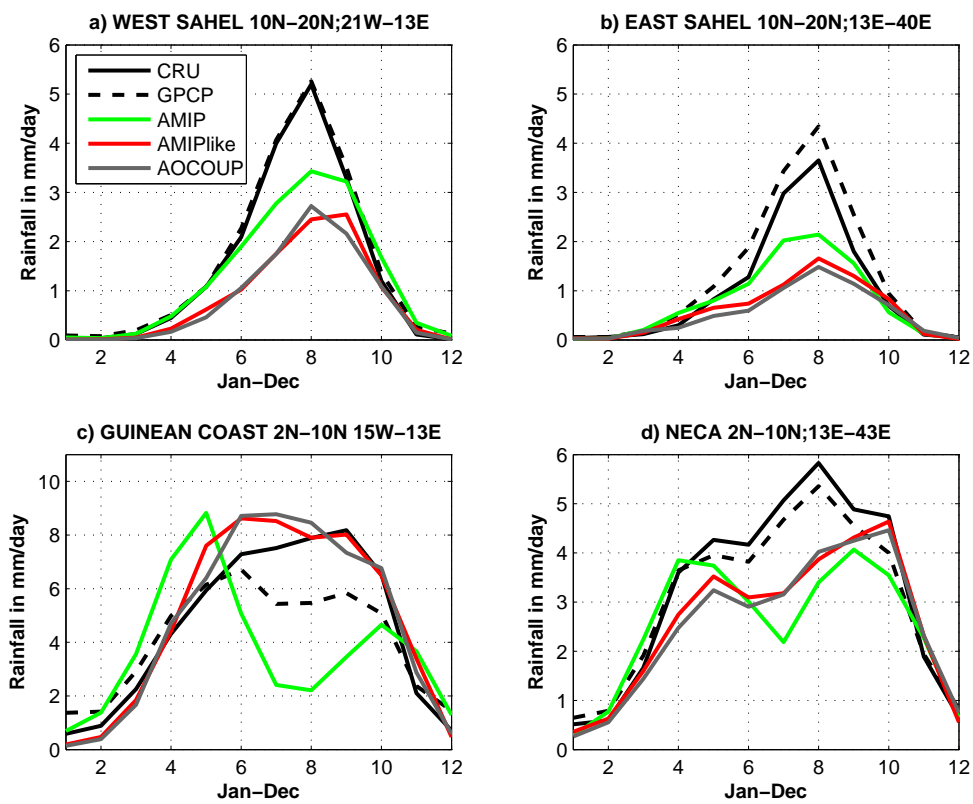 a) WEST SAHEL 10N−20N;21W−13E
6
5
4
3
2
1
0
Rainfall in mm/day
CRU
GPCP
AMIP
AMIPlike
AOCOUP
2 4 6 8 10 12
Jan−Dec
b) EAST SAHEL 10N−20N;13E−40E
6
5
4
3
2
1
0
Rainfall in mm/day
2 4 6 8 10 12
Jan−Dec
c) GUINEAN COAST 2N−10N 15W−13E
10
8
6
4
2
0
Rainfall in mm/day
2 4 6 8 10 12
Jan−Dec
d) NECA 2N−10N;13E−43E
6
5
4
3
2
1
0
Rainfall in mm/day
2 4 6 8 10 12
Jan−Dec